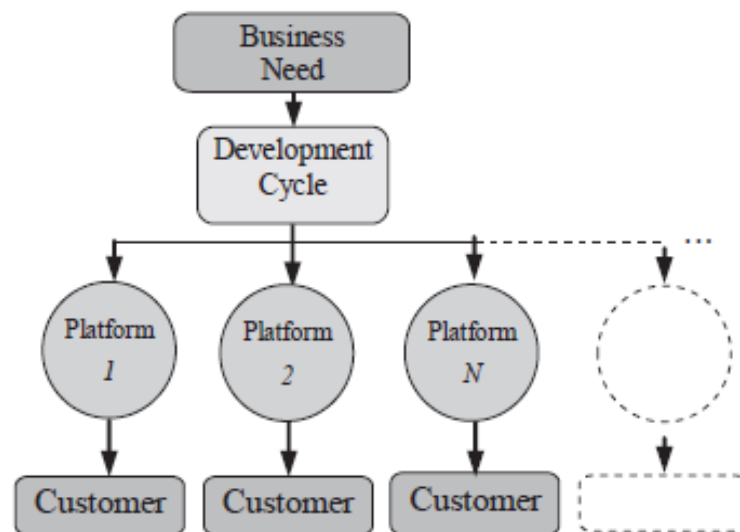 Business
Need
Development
Cycle
...
Platform
1
Platform
2
Platform
N
Customer
Customer
Customer